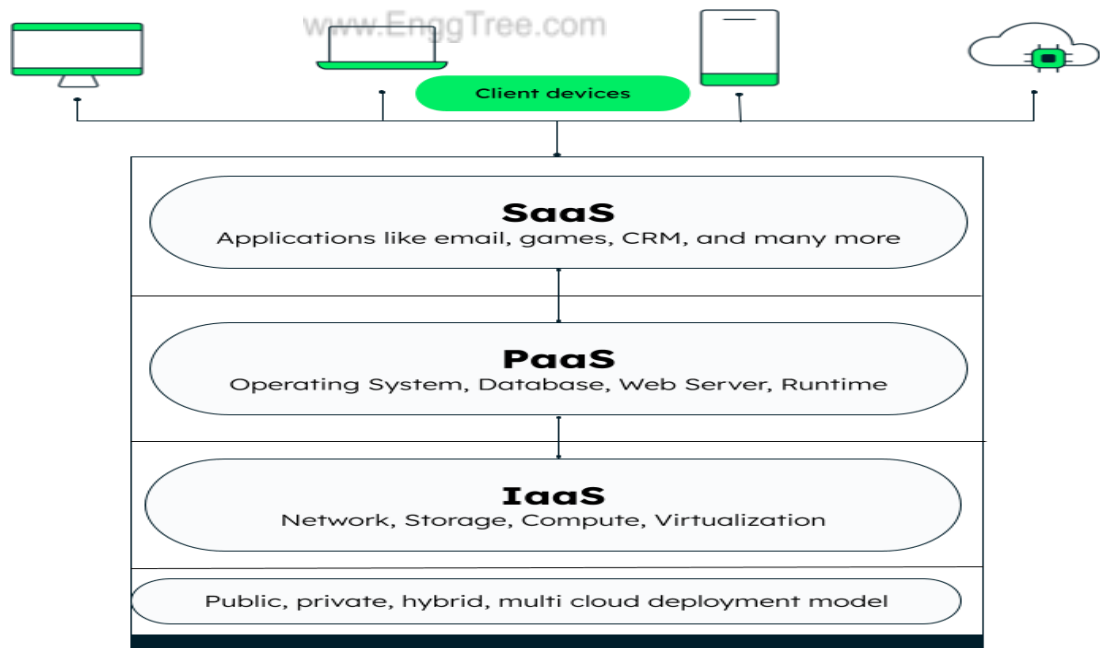 www.EnggTree.com
Client devices
SaaS
Applications like email, games, CRM, and many more
PaaS
Operating System, Database, Web Server, Runtime
IaaS
Network, Storage, Compute, Virtualization
Public, private, hybrid, multi cloud deployment model